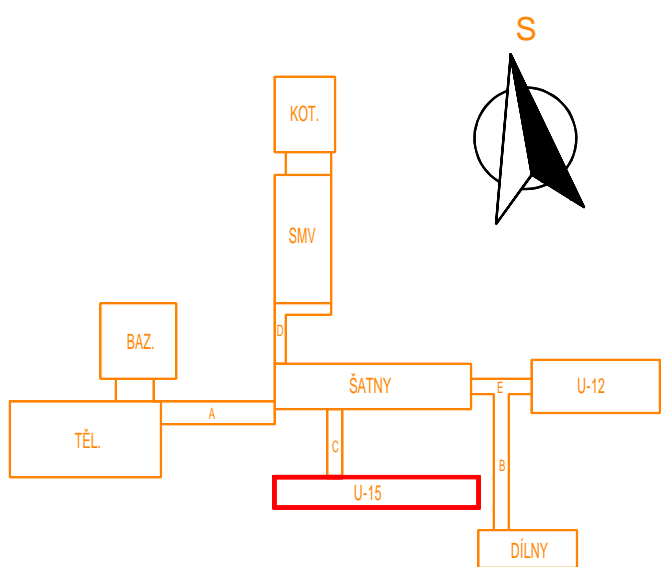 S
KOT.
SMV
BAZ.
D
ŠATNY
E
U-12
A
TĚL.
C
B
U-15
DÍLNY